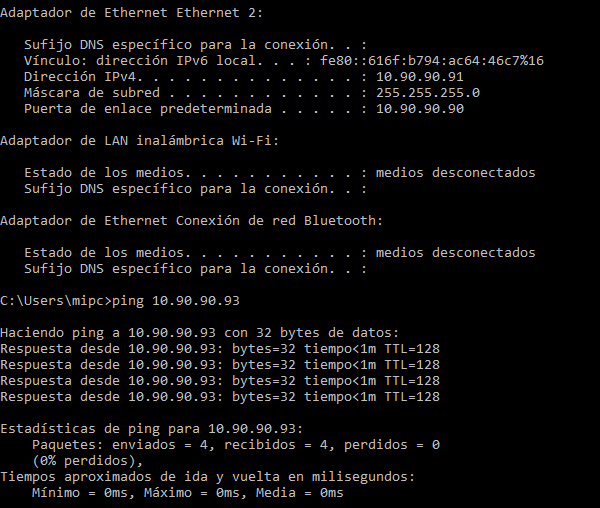 Adaptador de Ethernet Ethernet 2:
Sufijo DNS específico para la conexión. . :
Vínculo: dirección IPv6 local. . . : fe80::616f:b794:ac64:46c7%16
Dirección IPv4. . . . . . . . . . . . . . : 10.90.90.91
Máscara de subred . . . . . . . . . . . . : 255.255.255.0
Puerta de enlace predeterminada . . . . . : 10.90.90.90
Adaptador de LAN inalámbrica Wi-Fi:
Estado de los medios. . . . . . . . . . . : medios desconectados
Sufijo DNS específico para la conexión. . :
Adaptador de Ethernet Conexión de red Bluetooth:
Estado de los medios. . . . . . . . . . . : medios desconectados
Sufijo DNS específico para la conexión. . :
C:\Users\mipc>ping 10.90.90.93
Haciendo ping a 10.90.90.93 con 32 bytes de datos:
Respuesta desde 10.90.90.93: bytes=32 tiempo<1m TTL=128
Respuesta desde 10.90.90.93: bytes=32 tiempo<1m TTL=128
Respuesta desde 10.90.90.93: bytes=32 tiempo<1m TTL=128
Respuesta desde 10.90.90.93: bytes=32 tiempo<1m TTL=128
Estadísticas de ping para 10.90.90.93:
Paquetes: enviados = 4, recibidos = 4, perdidos = 0
(0% perdidos),
Tiempos aproximados de ida y vuelta en milisegundos:
Mínimo = 0ms, Máximo = 0ms, Media = 0ms